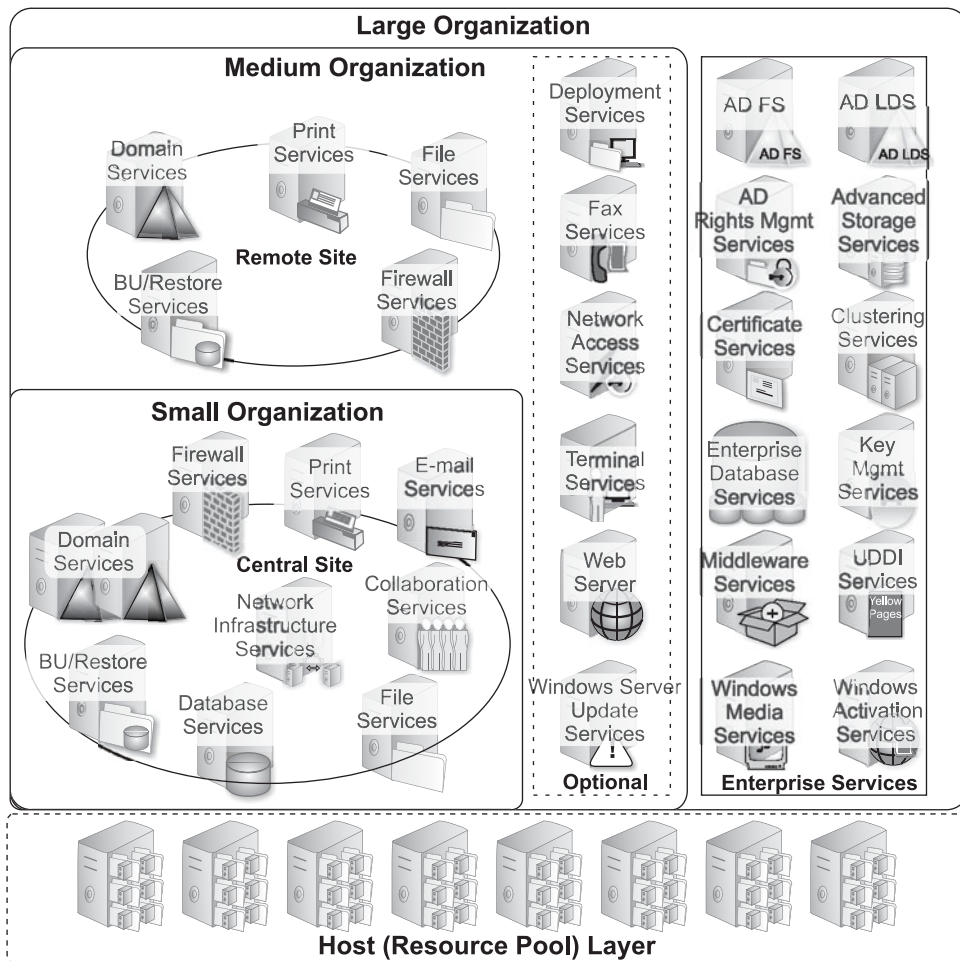 Large Organization
Medium Organization
Domain
Services
Print
Services
File
Services
Remote Site
BU/Restore
Services
Firewall
Services
Small Organization
Firewall
Services
Print
Services
E-mail
Services
Domain
Services
Central Site
Network
Infrastructure
Services
Collaboration
Services
BU/Restore
Services
Database
Services
File
Services
Deployment
Services
Fax
Services
Network
Access
Services
Terminal
Services
Web
Server
Windows Server
Update
Services
!
Optional
AD FS
AD FS
AD LDS
AD LDS
AD
Rights Mgmt
Services
Advanced
Storage
Services
Certificate
Services
Clustering
Services
Enterprise
Database
Services
Key
Mgmt
Services
Middleware
Services
UDDI
Services
Yellow
Pages
Windows
Media
Services
Windows
Activation
Services
Enterprise Services
Host (Resource Pool) Layer